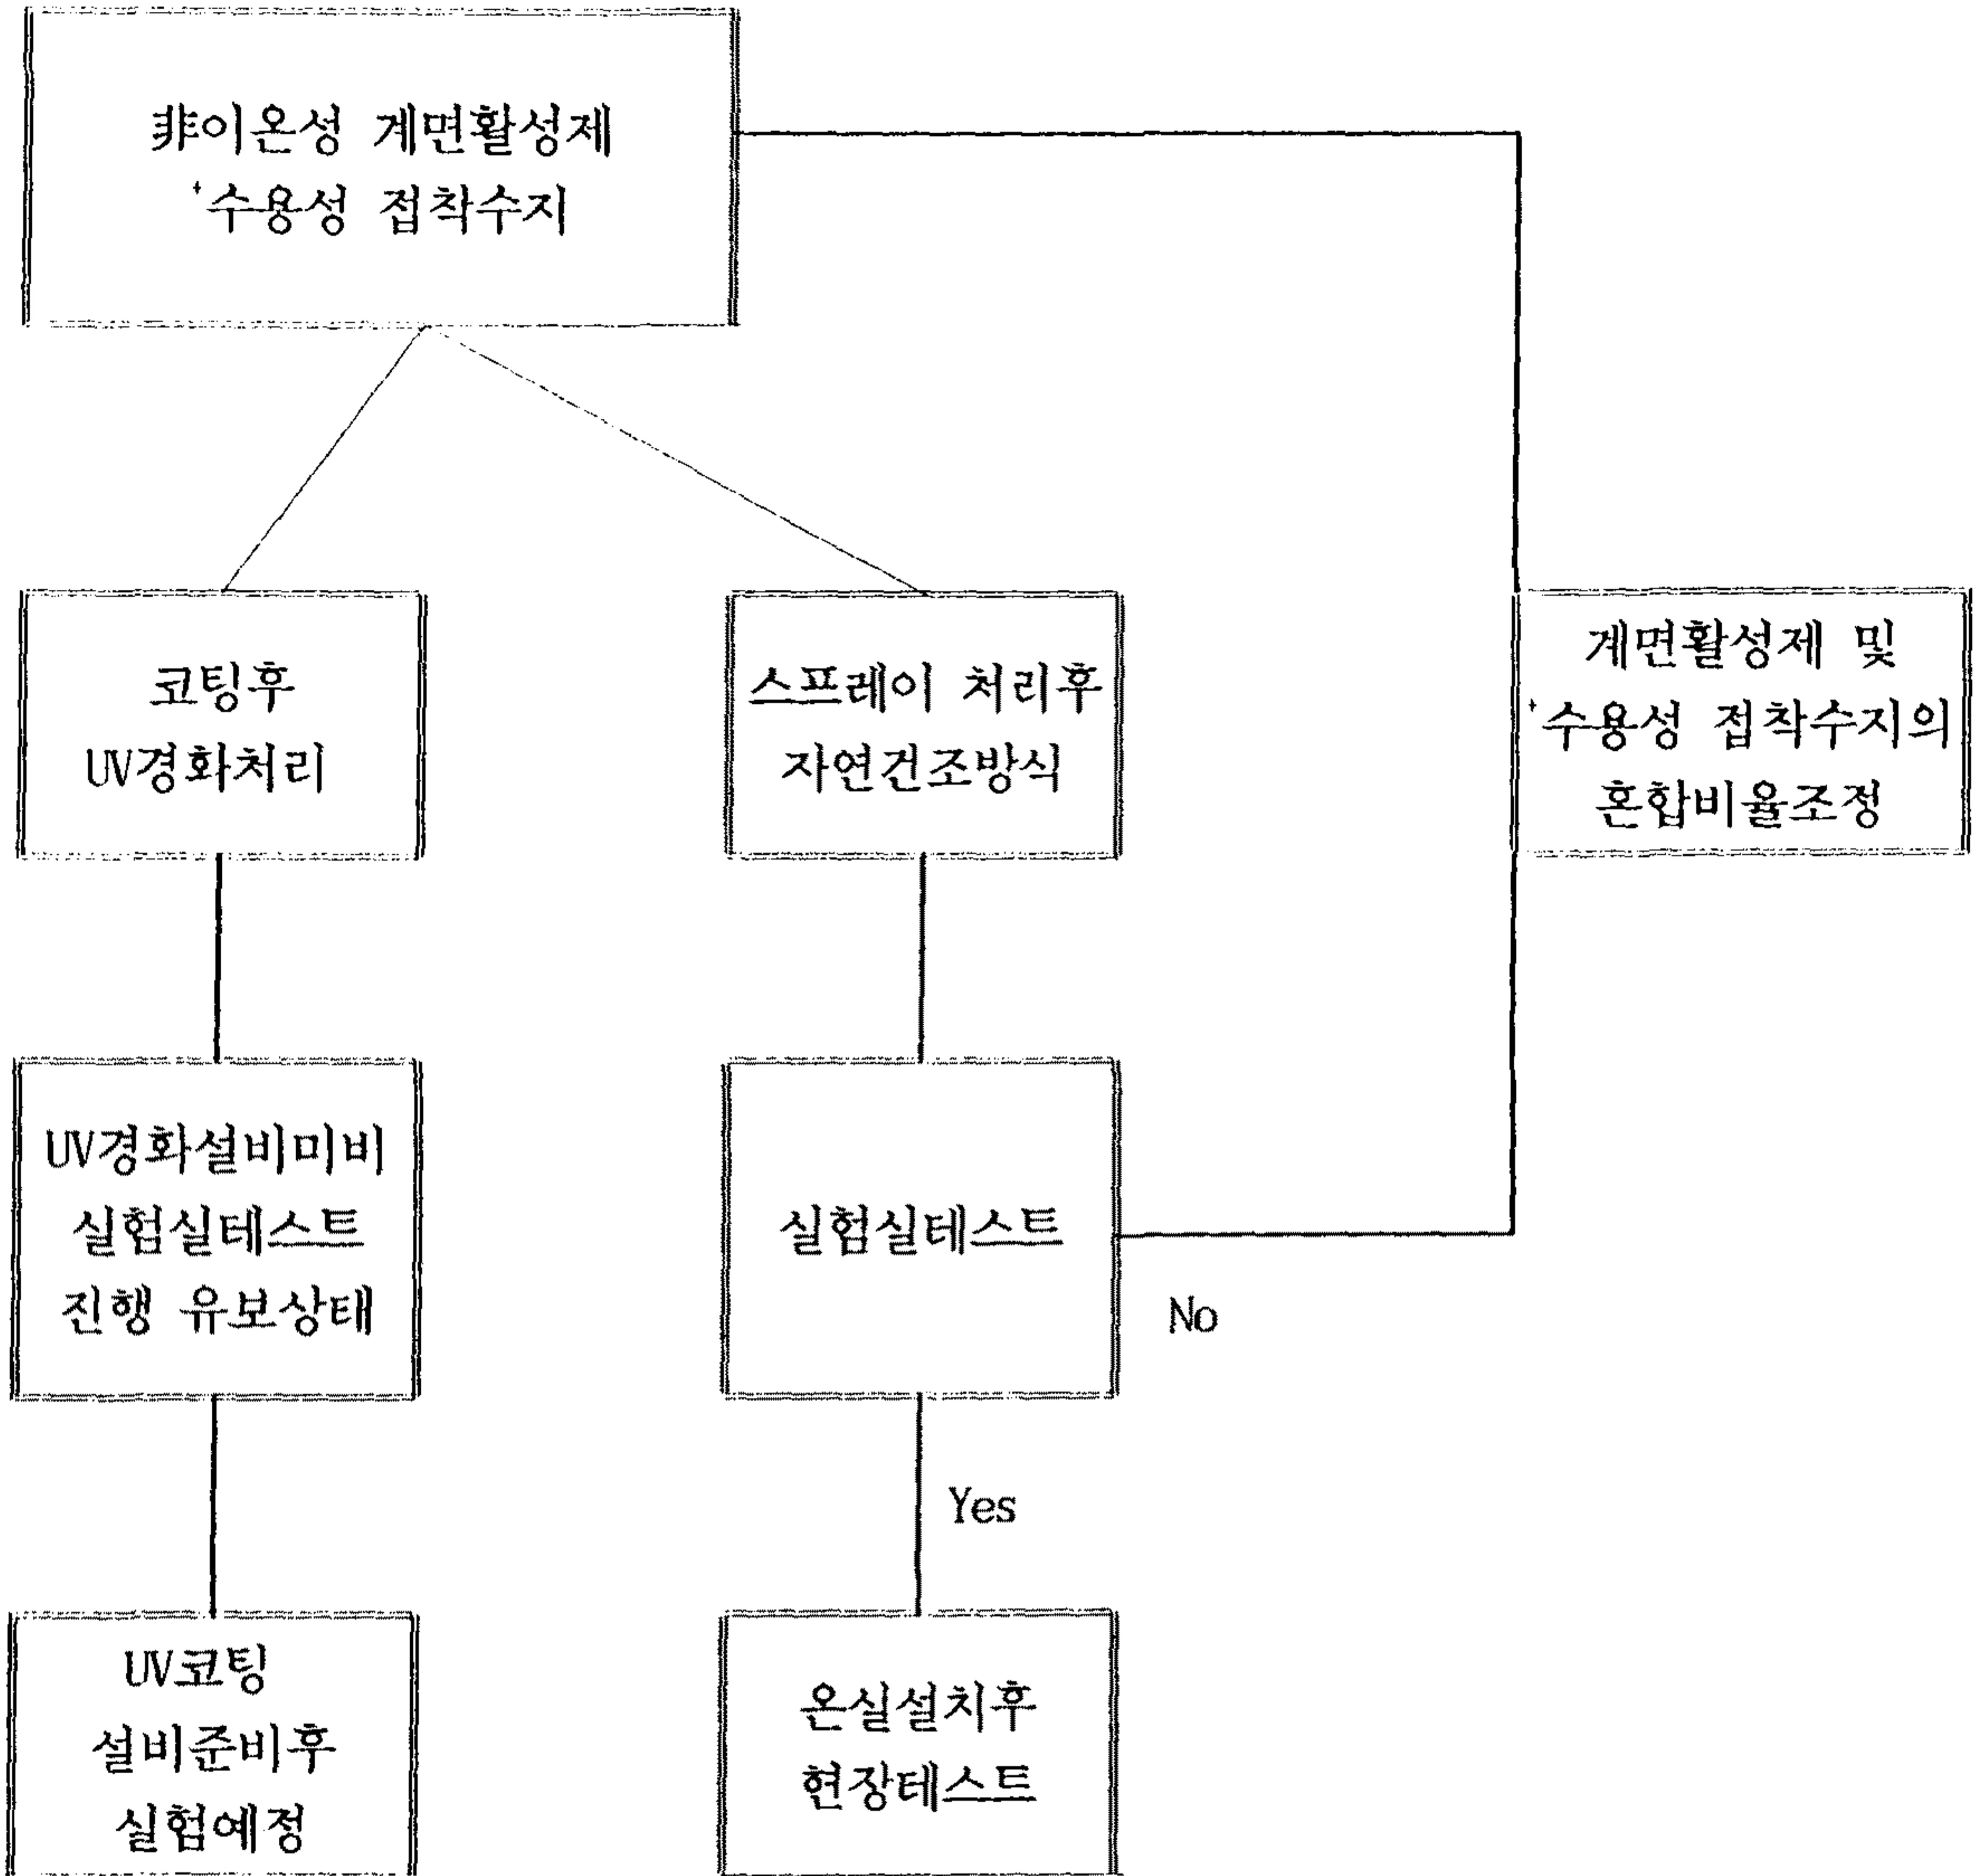 非이온성 계면활성제
+수용성 접착수지
코팅후
UV경화처리
스프레이 처리후
자연건조방식
계면활성제 및
+수용성 접착수지의
혼합비율조정
UV경화설비미비
실험실테스트
진행 유보상태
실험실테스트
No
Yes
UV코팅
설비준비후
실험예정
온실설치후
현장테스트